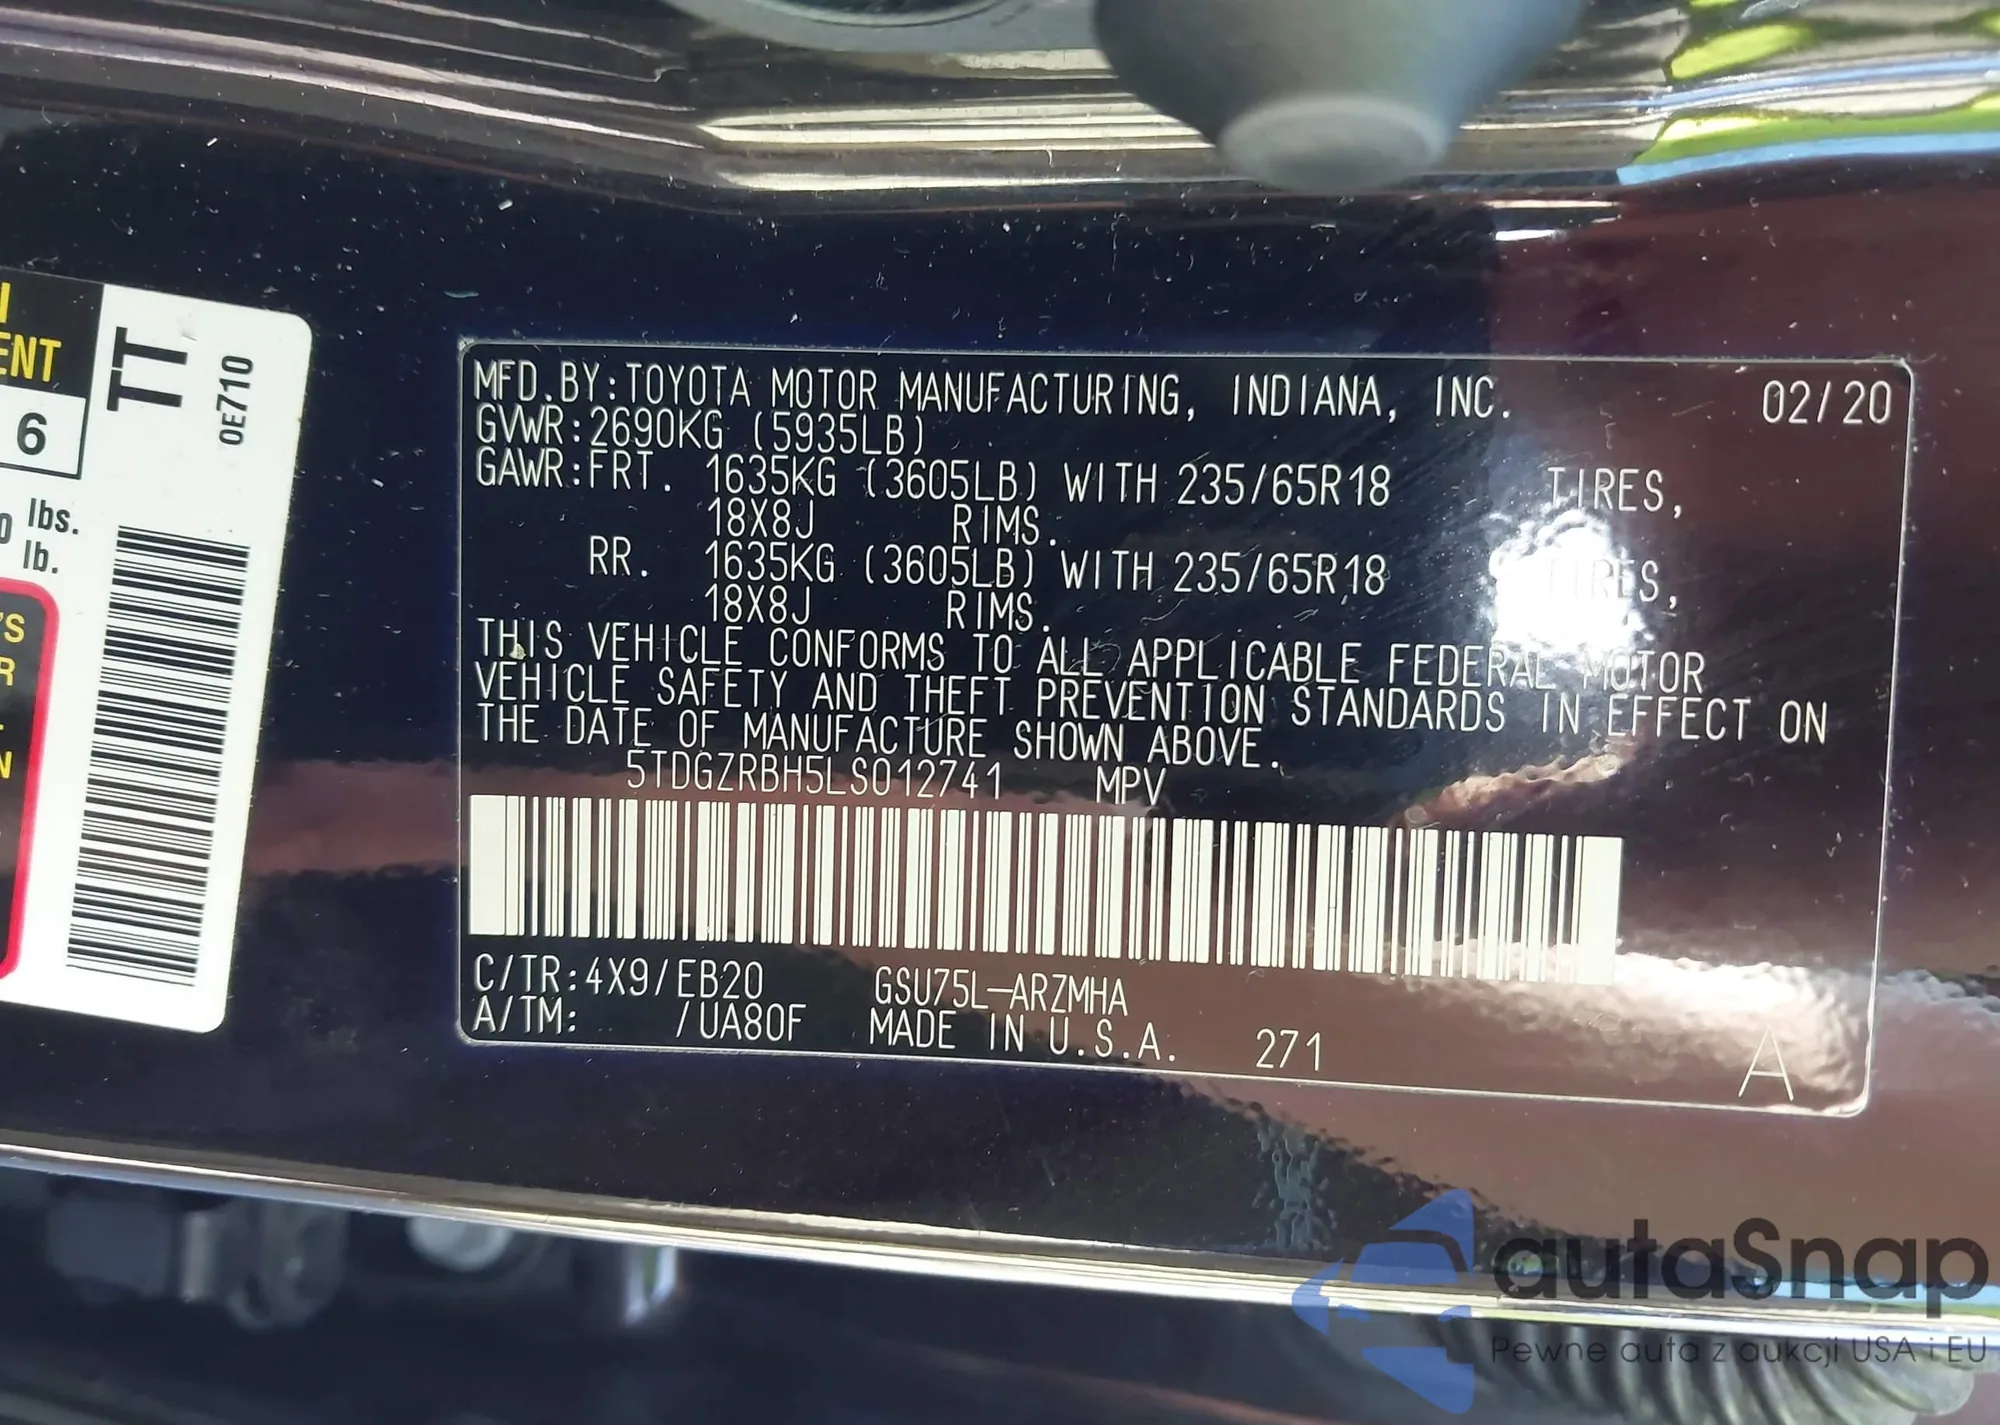 MFD.BY:TOYOTA MOTOR MANUFACTURING, INDIANA, INC. 02/20
GVWR:2690KG (5935LB)
GAWR:FRT. 1635KG (3605LB) WITH 235/65R18 TIRES,
18X8J RIMS.
RR. 1635KG (3605LB) WITH 235/65R18 TIRES,
18X8J RIMS.
THIS VEHICLE CONFORMS TO ALL APPLICABLE FEDERAL MOTOR
VEHICLE SAFETY AND THEFT PREVENTION STANDARDS IN EFFECT ON
THE DATE OF MANUFACTURE SHOWN ABOVE.
5TDGZRBH5LS012741 MPV
C/TR:4X9/EB20 GSU75L-ARZMHA
A/TM: /UA80F MADE IN U.S.A. 271 A
TT
0E710
ENT
6
0 lbs.
lb.
'S
R
N
autaSnap
Pewne auta z aukcji USA i EU